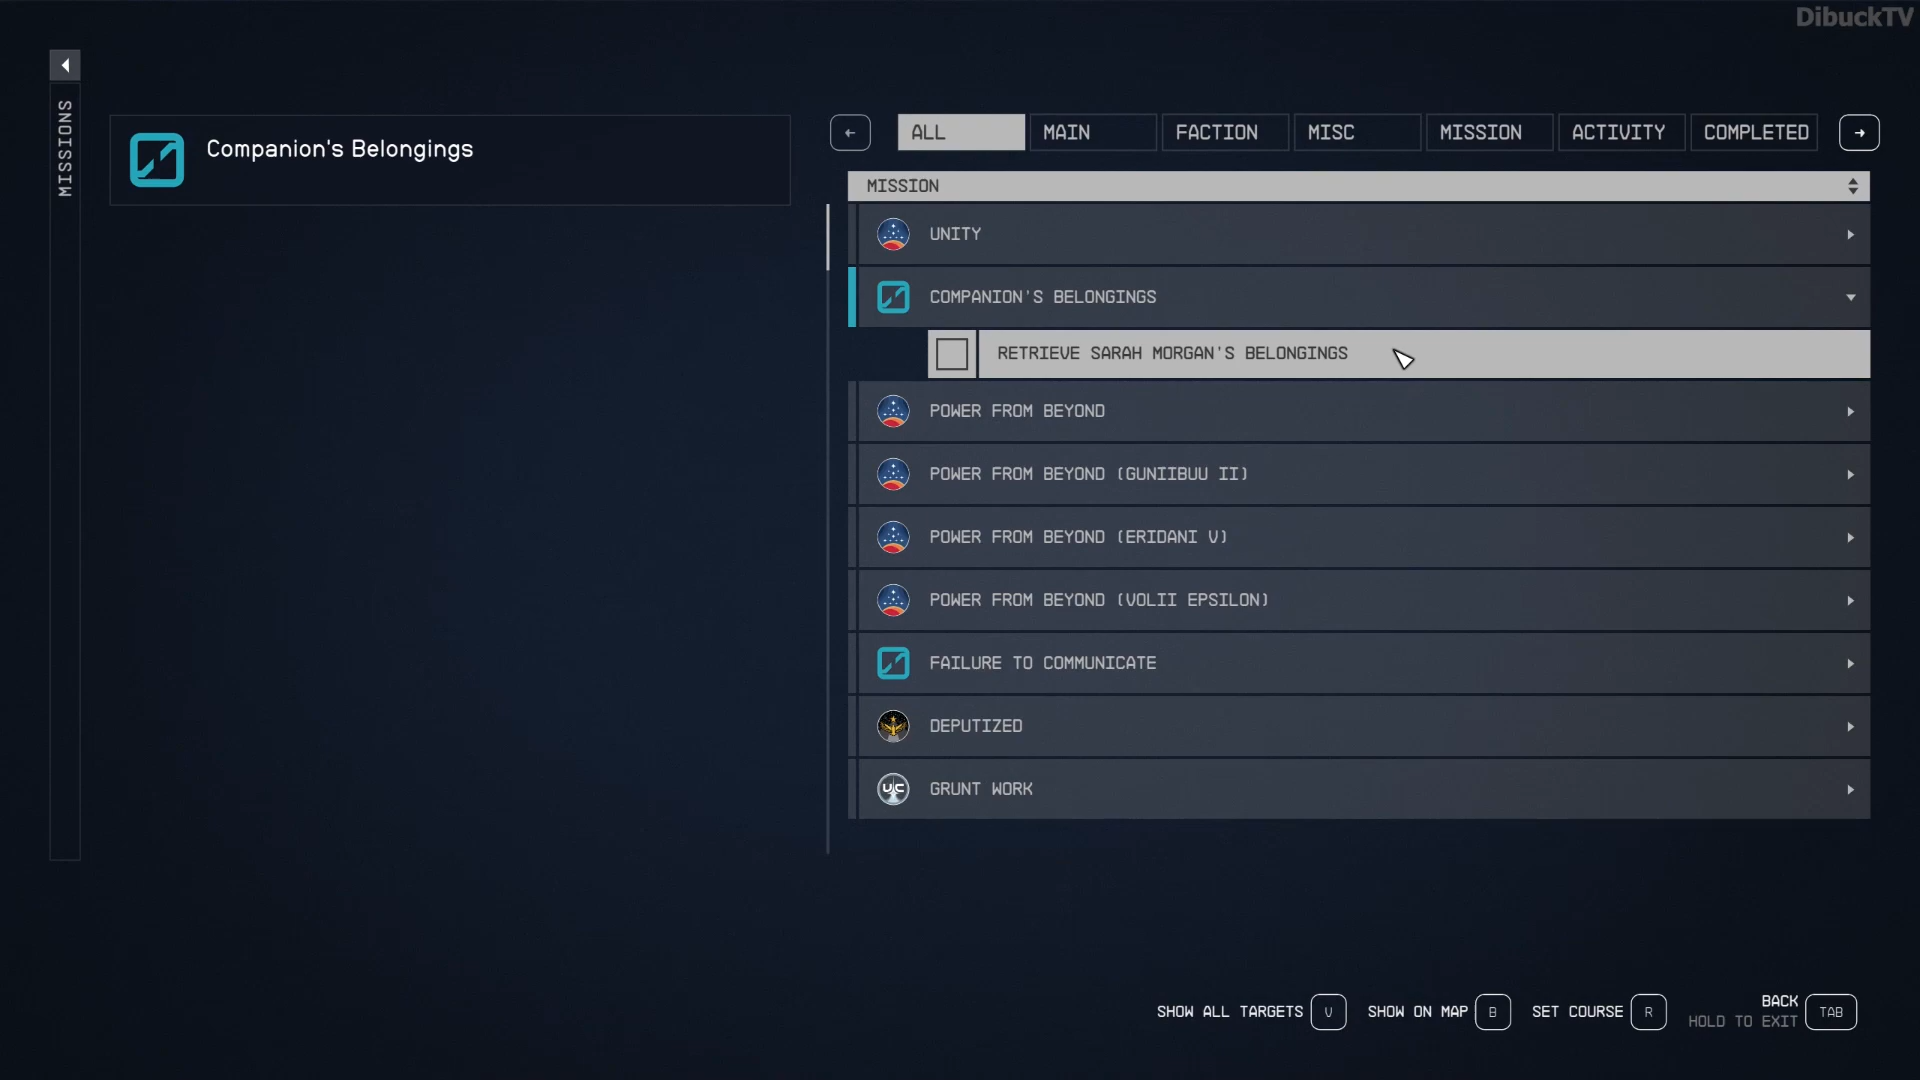 DibuckTV
MISSIONS
Companion's Belongings
← ALL MAIN FACTION MISC MISSION ACTIVITY COMPLETED →
MISSION
UNITY
COMPANION'S BELONGINGS
RETRIEVE SARAH MORGAN'S BELONGINGS
POWER FROM BEYOND
POWER FROM BEYOND (GUNIIBUU II)
POWER FROM BEYOND (ERIDANI V)
POWER FROM BEYOND (VOLII EPSILON)
FAILURE TO COMMUNICATE
DEPUTIZED
UC GRUNT WORK
SHOW ALL TARGETS V SHOW ON MAP B SET COURSE R BACK TAB
HOLD TO EXIT